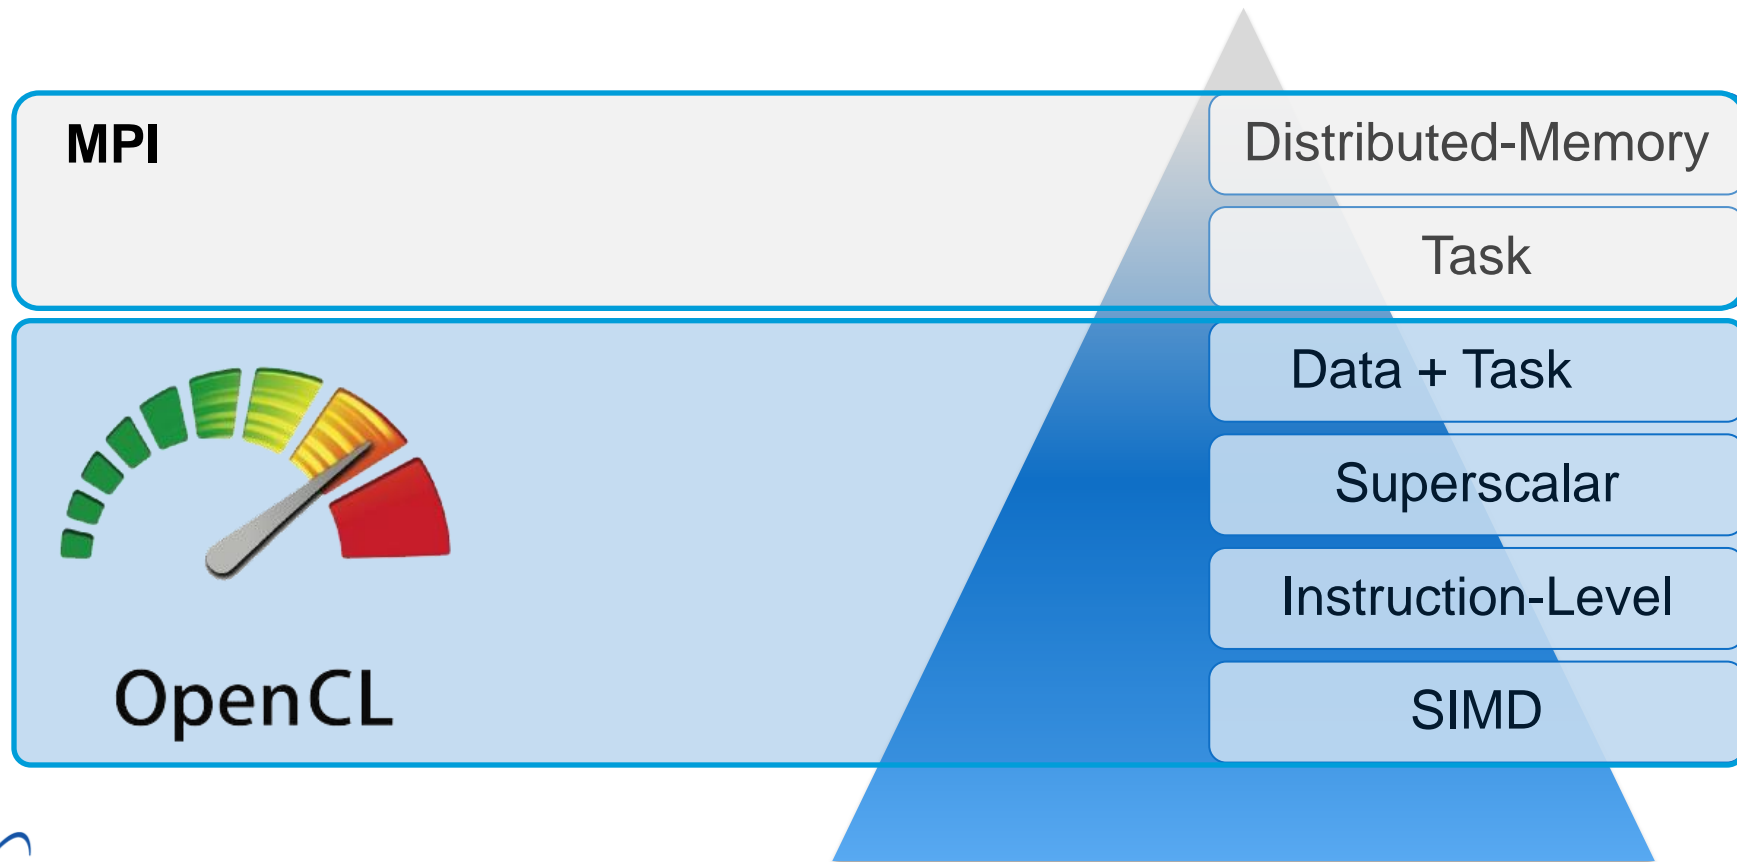 MPI
Distributed-Memory
Task
Data + Task
Superscalar
Instruction-Level
SIMD
OpenCL